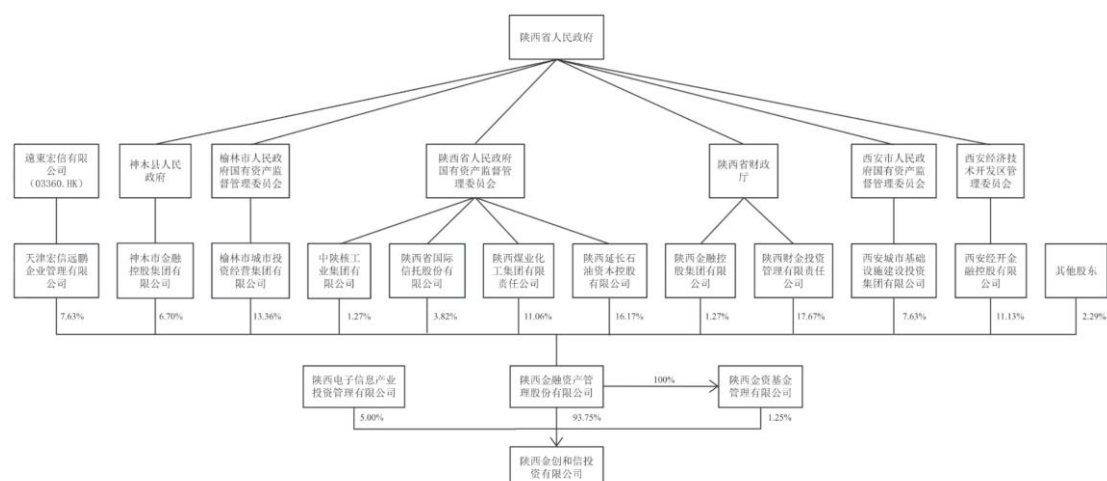 陕西省人民政府
遠東宏信有限
公司
（03360.HK）
神木县人民
政府
榆林市人民政
府国有资产监
督管理委员会
陕西省人民政府
国有资产监督管
理委员会
陕西省财政
厅
西安市人民政
府国有资产监
督管理委员会
西安经济技
术开发区管
理委员会
天津宏信远鹏
企业管理有限
公司
神木市金融
控股集团有
限公司
榆林市城市投
资经营集团有
限公司
中陕核工
业集团有
限公司
陕西省国际
信托股份有
限公司
陕西煤业化
工集团有限
责任公司
陕西延长石
油资本控股
有限公司
陕西金融控
股集团有限
公司
陕西财金投资
管理有限责任
公司
西安城市基础
设施建设投资
集团有限公司
西安经开金
融控股有限
公司
其他股东
7.63%
6.70%
13.36%
1.27%
3.82%
11.06%
16.17%
1.27%
17.67%
7.63%
11.13%
2.29%
陕西电子信息产业
投资管理有限公司
陕西金融资产管
理股份有限公司
100%
陕西金资基金
管理有限公司
5.00%
93.75%
1.25%
陕西金创和信投
资有限公司